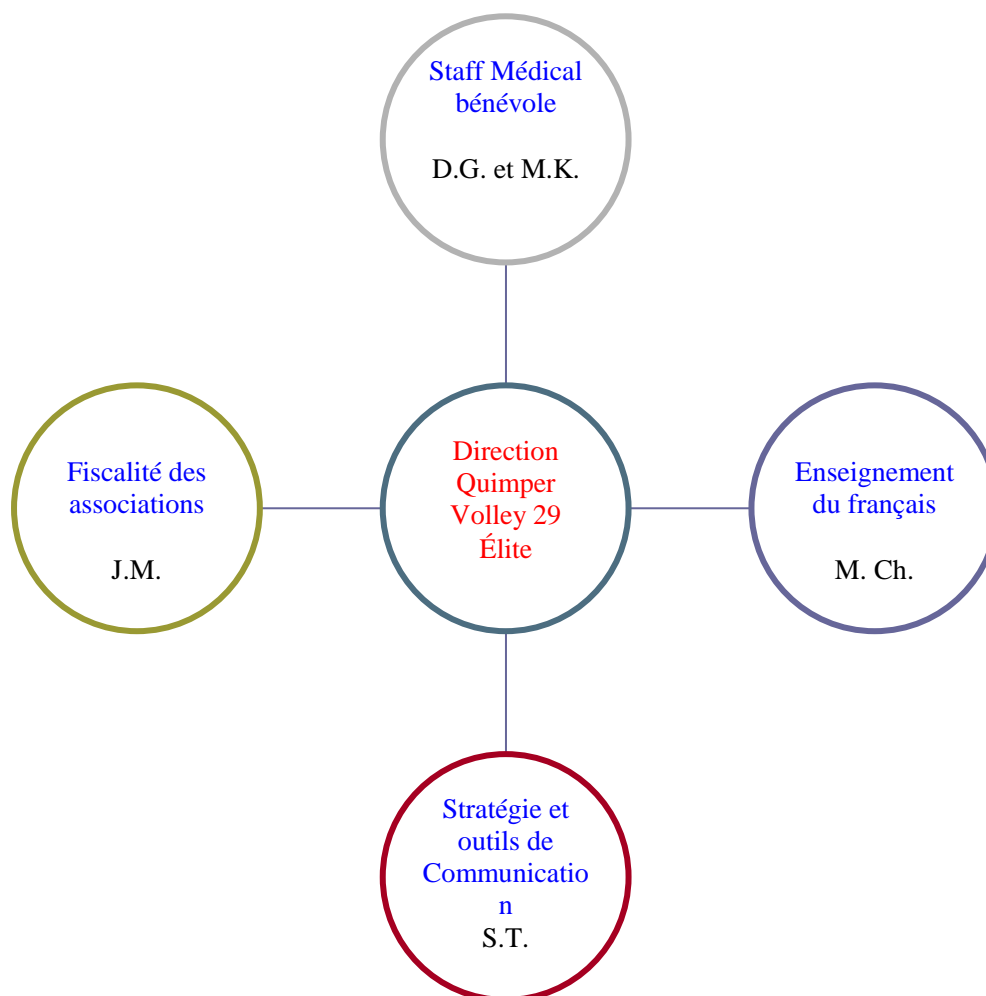 Staff Médical
bénévole
D.G. et M.K.
Fiscalité des
associations
J.M.
Direction
Quimper
Volley 29
Élite
Enseignement
du français
M. Ch.
Stratégie et
outils de
Communicatio
n
S.T.